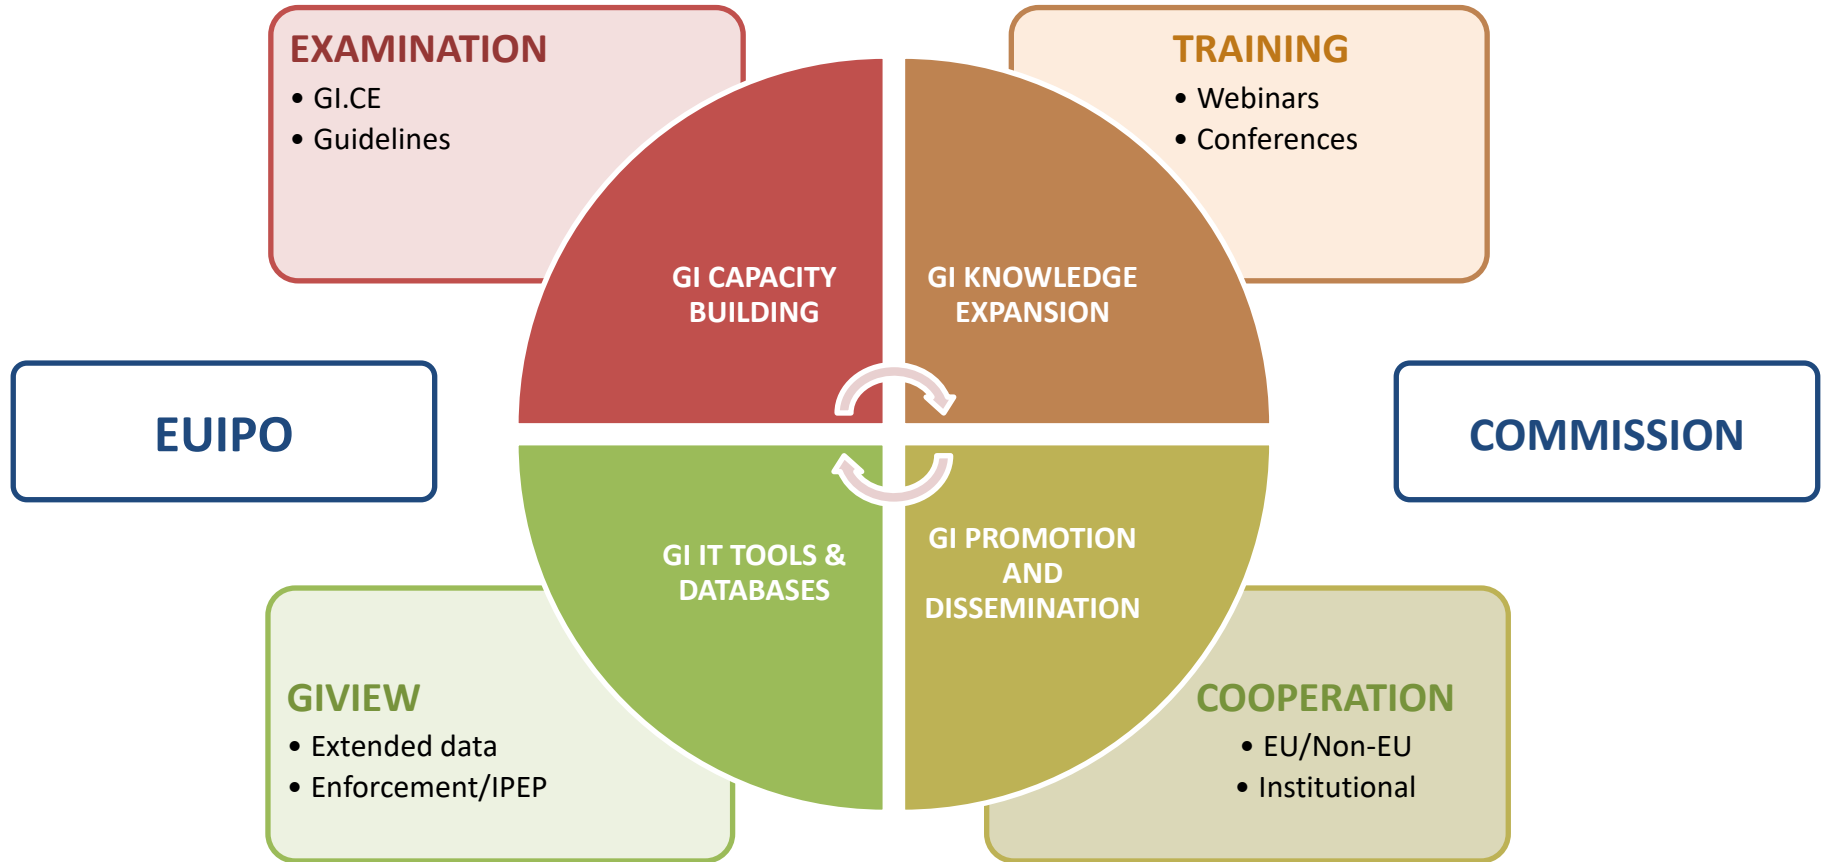 EXAMINATION
• GI.CE
• Guidelines
TRAINING
• Webinars
• Conferences
GI CAPACITY
BUILDING
GI KNOWLEDGE
EXPANSION
EUIPO
COMMISSION
GI IT TOOLS &
DATABASES
GI PROMOTION
AND
DISSEMINATION
GIVIEW
• Extended data
• Enforcement/IPEP
COOPERATION
• EU/Non-EU
• Institutional